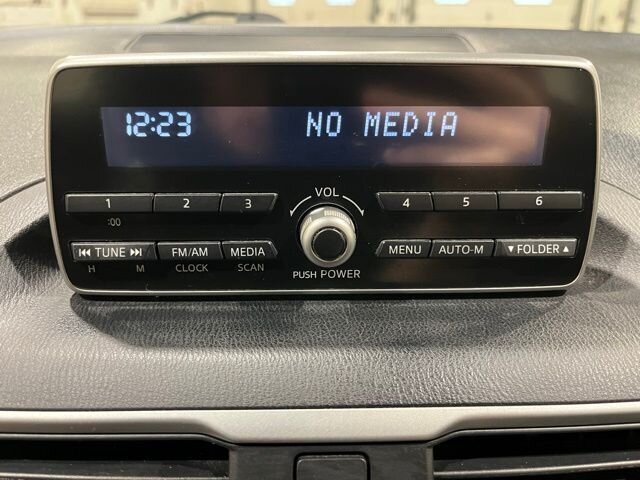 12:23 NO MEDIA
VOL
1 2 3 4 5 6
:00
⏮ TUNE ⏭ FM/AM MEDIA MENU AUTO-M ▼ FOLDER ▲
H M CLOCK SCAN PUSH POWER